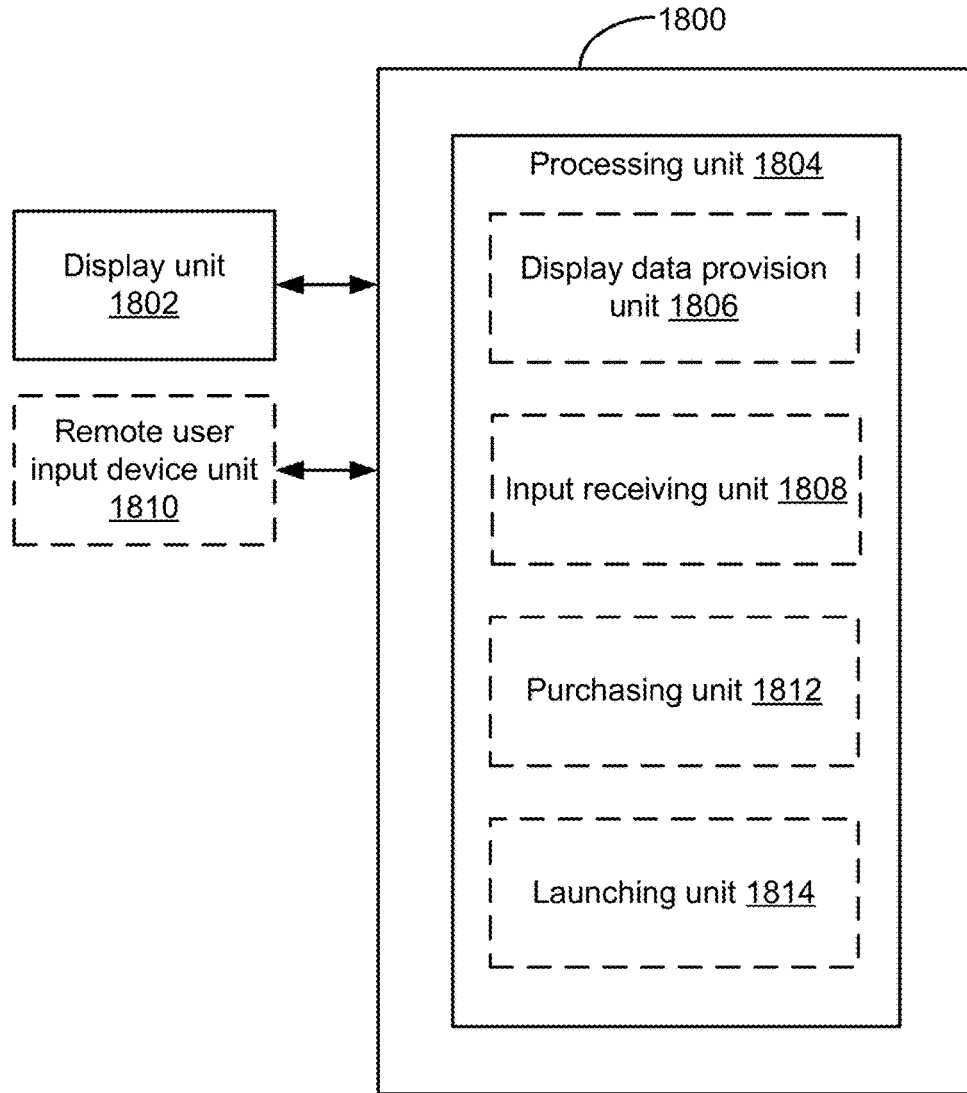 1800
Processing unit 1804
Display unit
1802
Display data provision
unit 1806
Remote user
input device unit
1810
Input receiving unit 1808
Purchasing unit 1812
Launching unit 1814